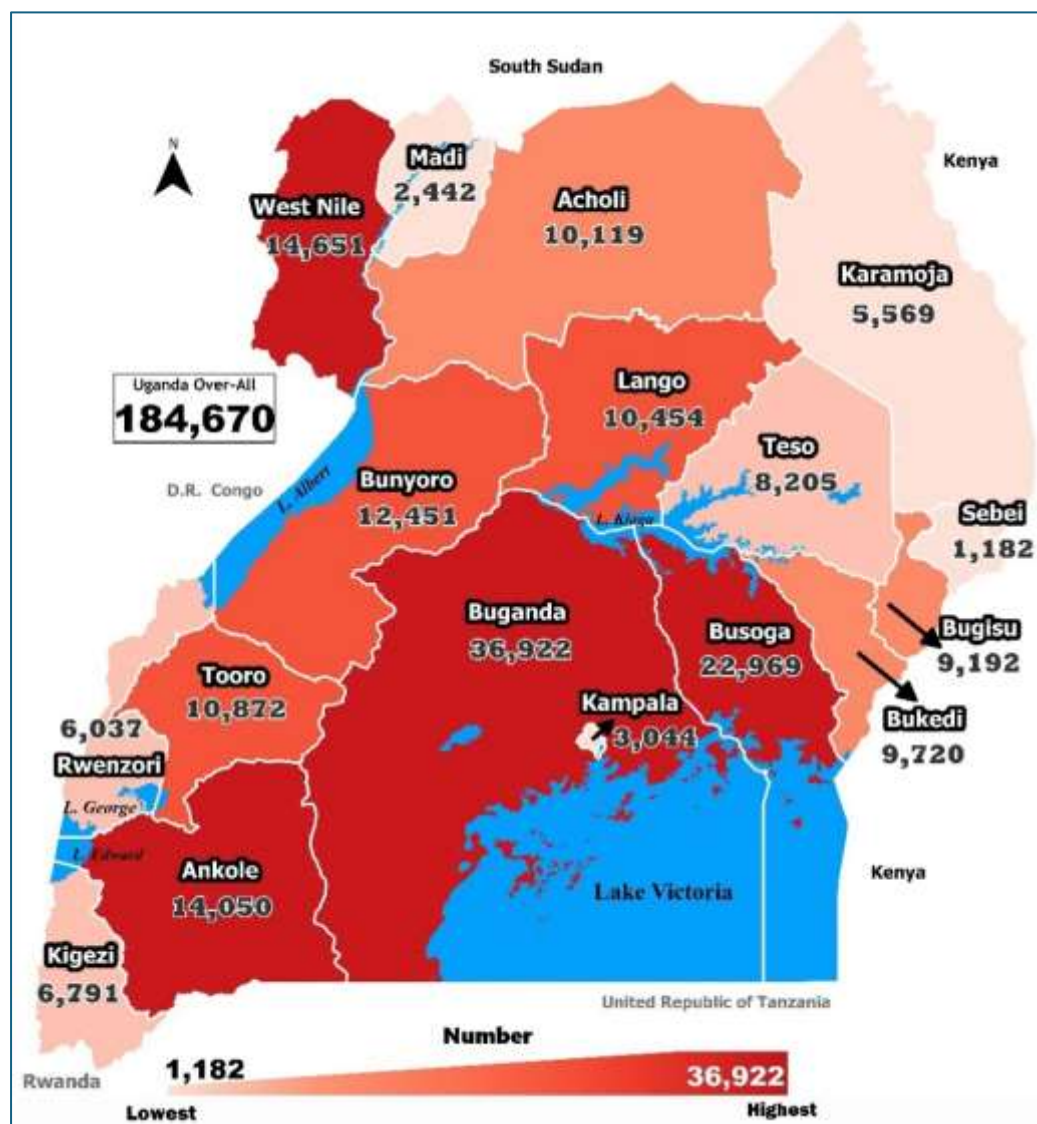 South Sudan
N
Madi
2,442
Kenya
West Nile
14,651
Acholi
10,119
Karamoja
5,569
Uganda Over-All
184,670
Lango
10,454
Teso
8,205
D.R. Congo
L. Albert
Bunyoro
12,451
L. Kioga
Sebei
1,182
Buganda
36,922
Busoga
22,969
Bugisu
9,192
Tooro
10,872
Kampala
3,044
Bukedi
9,720
6,037
Rwenzori
L. George
L. Edward
Ankole
14,050
Lake Victoria
Kenya
Kigezi
6,791
United Republic of Tanzania
Number
Rwanda
1,182
36,922
Lowest
Highest